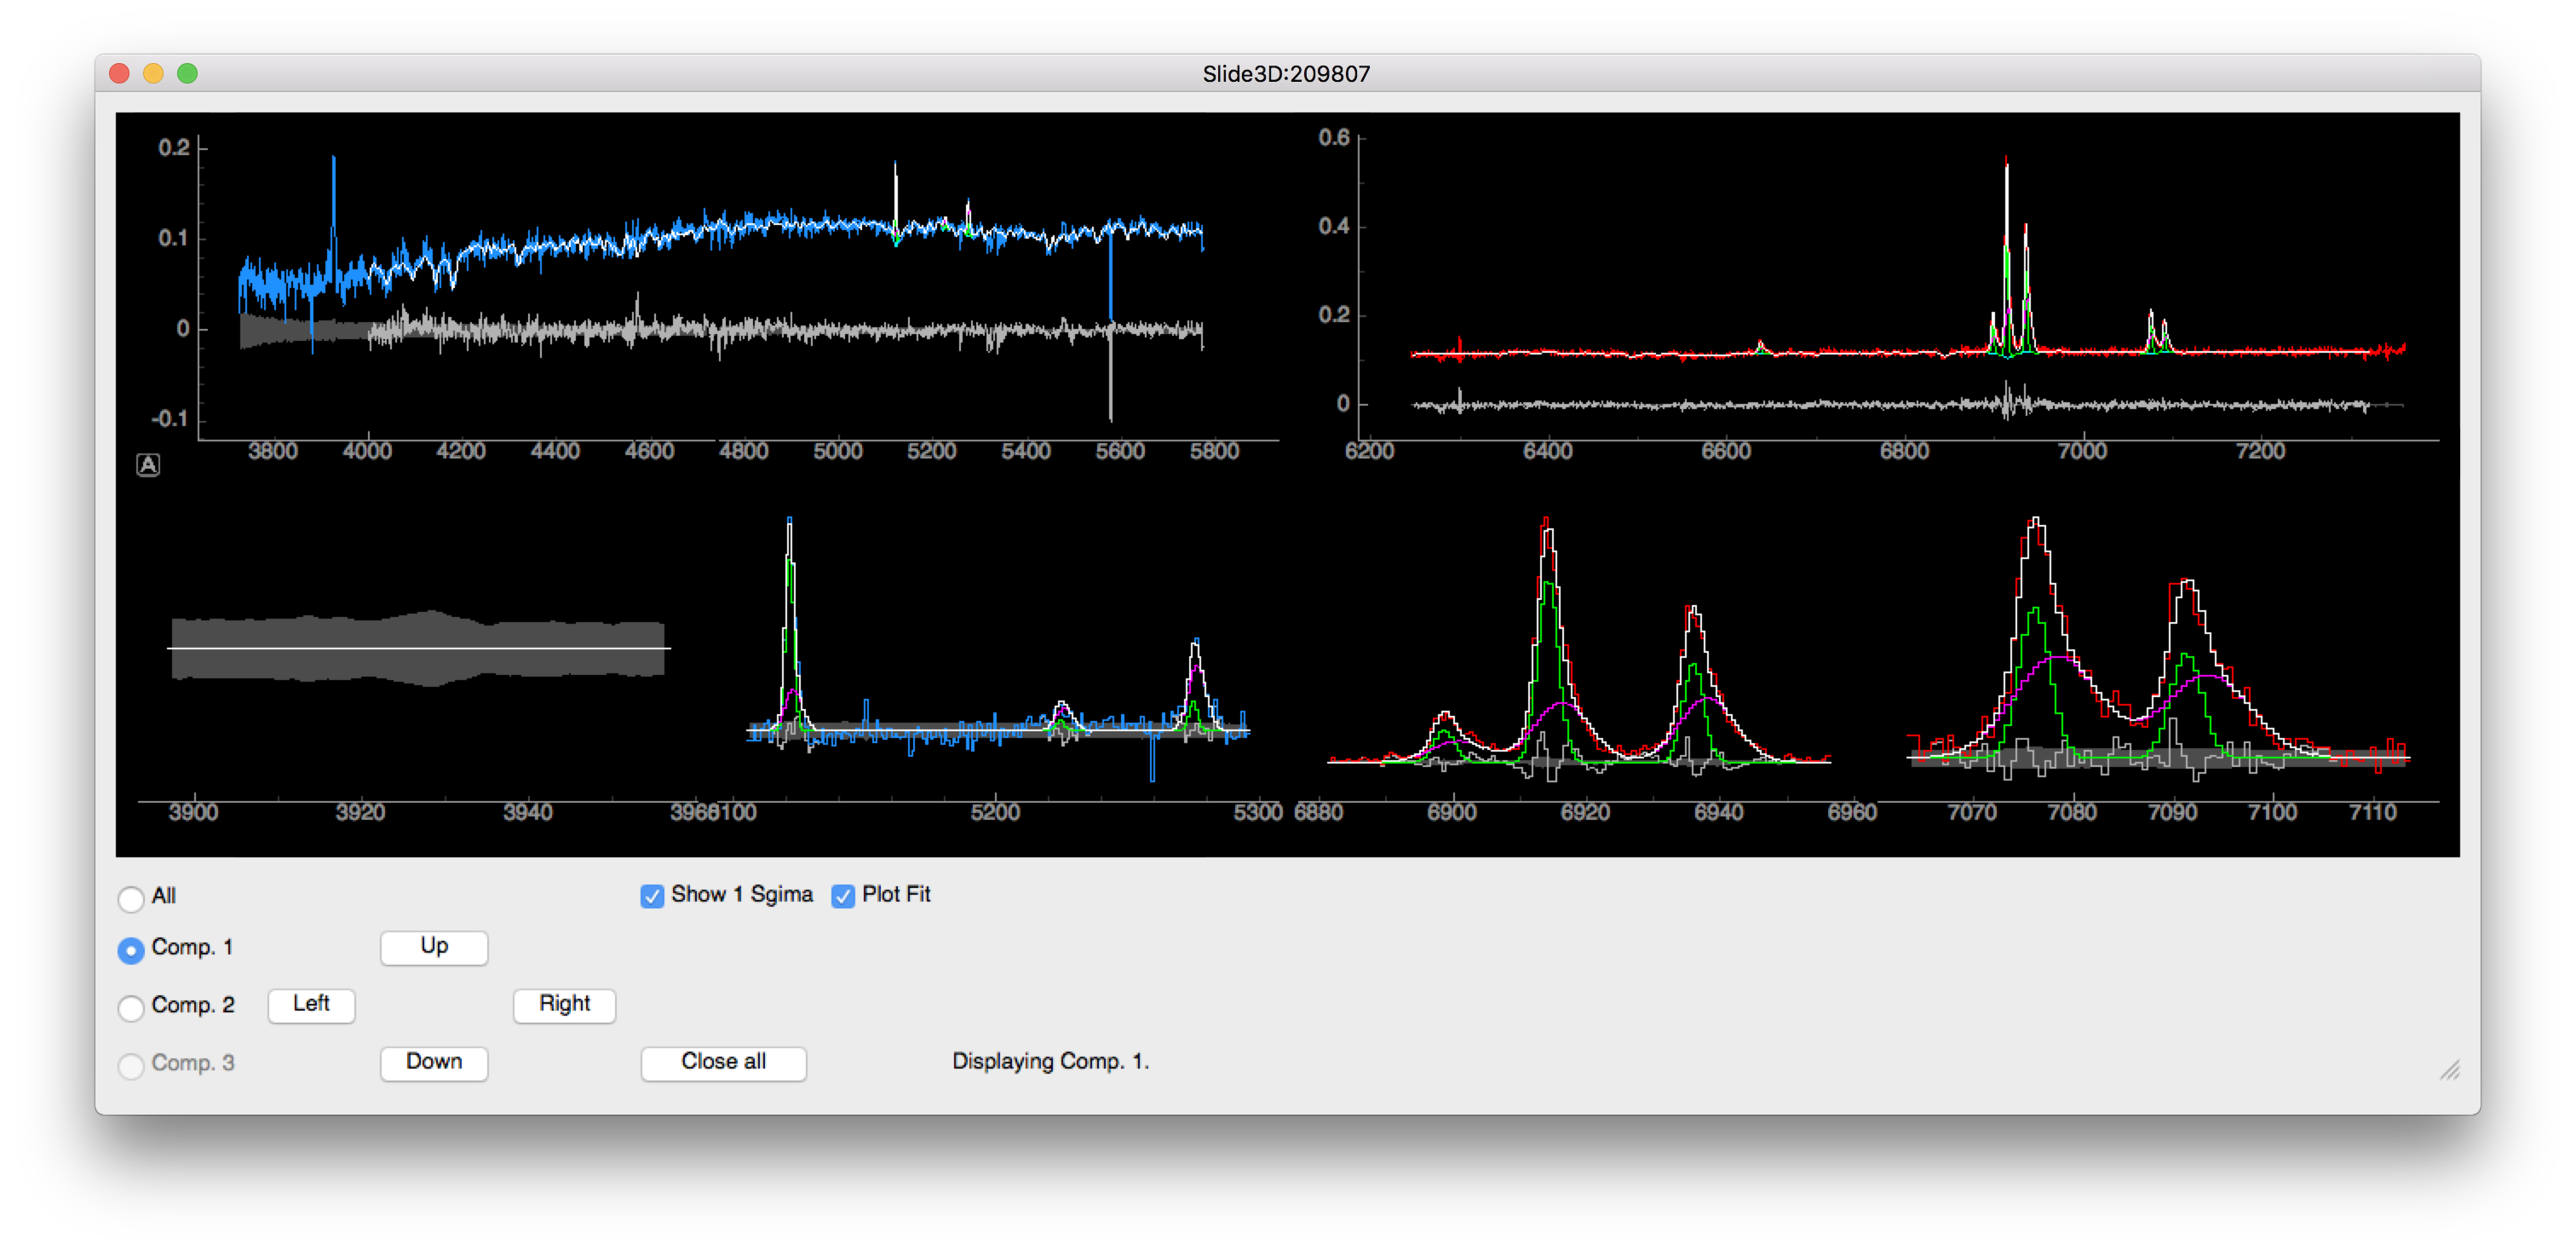 Slide3D:209807
0.2
0.1
0
-0.1
3800 4000 4200 4400 4600 4800 5000 5200 5400 5600 5800
A
0.6
0.4
0.2
0
6200 6400 6600 6800 7000 7200
3900 3920 3940 3960
5100 5200 5300
6880 6900 6920 6940 6960
7070 7080 7090 7100 7110
All
Show 1 Sgima
Plot Fit
Comp. 1
Up
Comp. 2
Left
Right
Comp. 3
Down
Close all
Displaying Comp. 1.